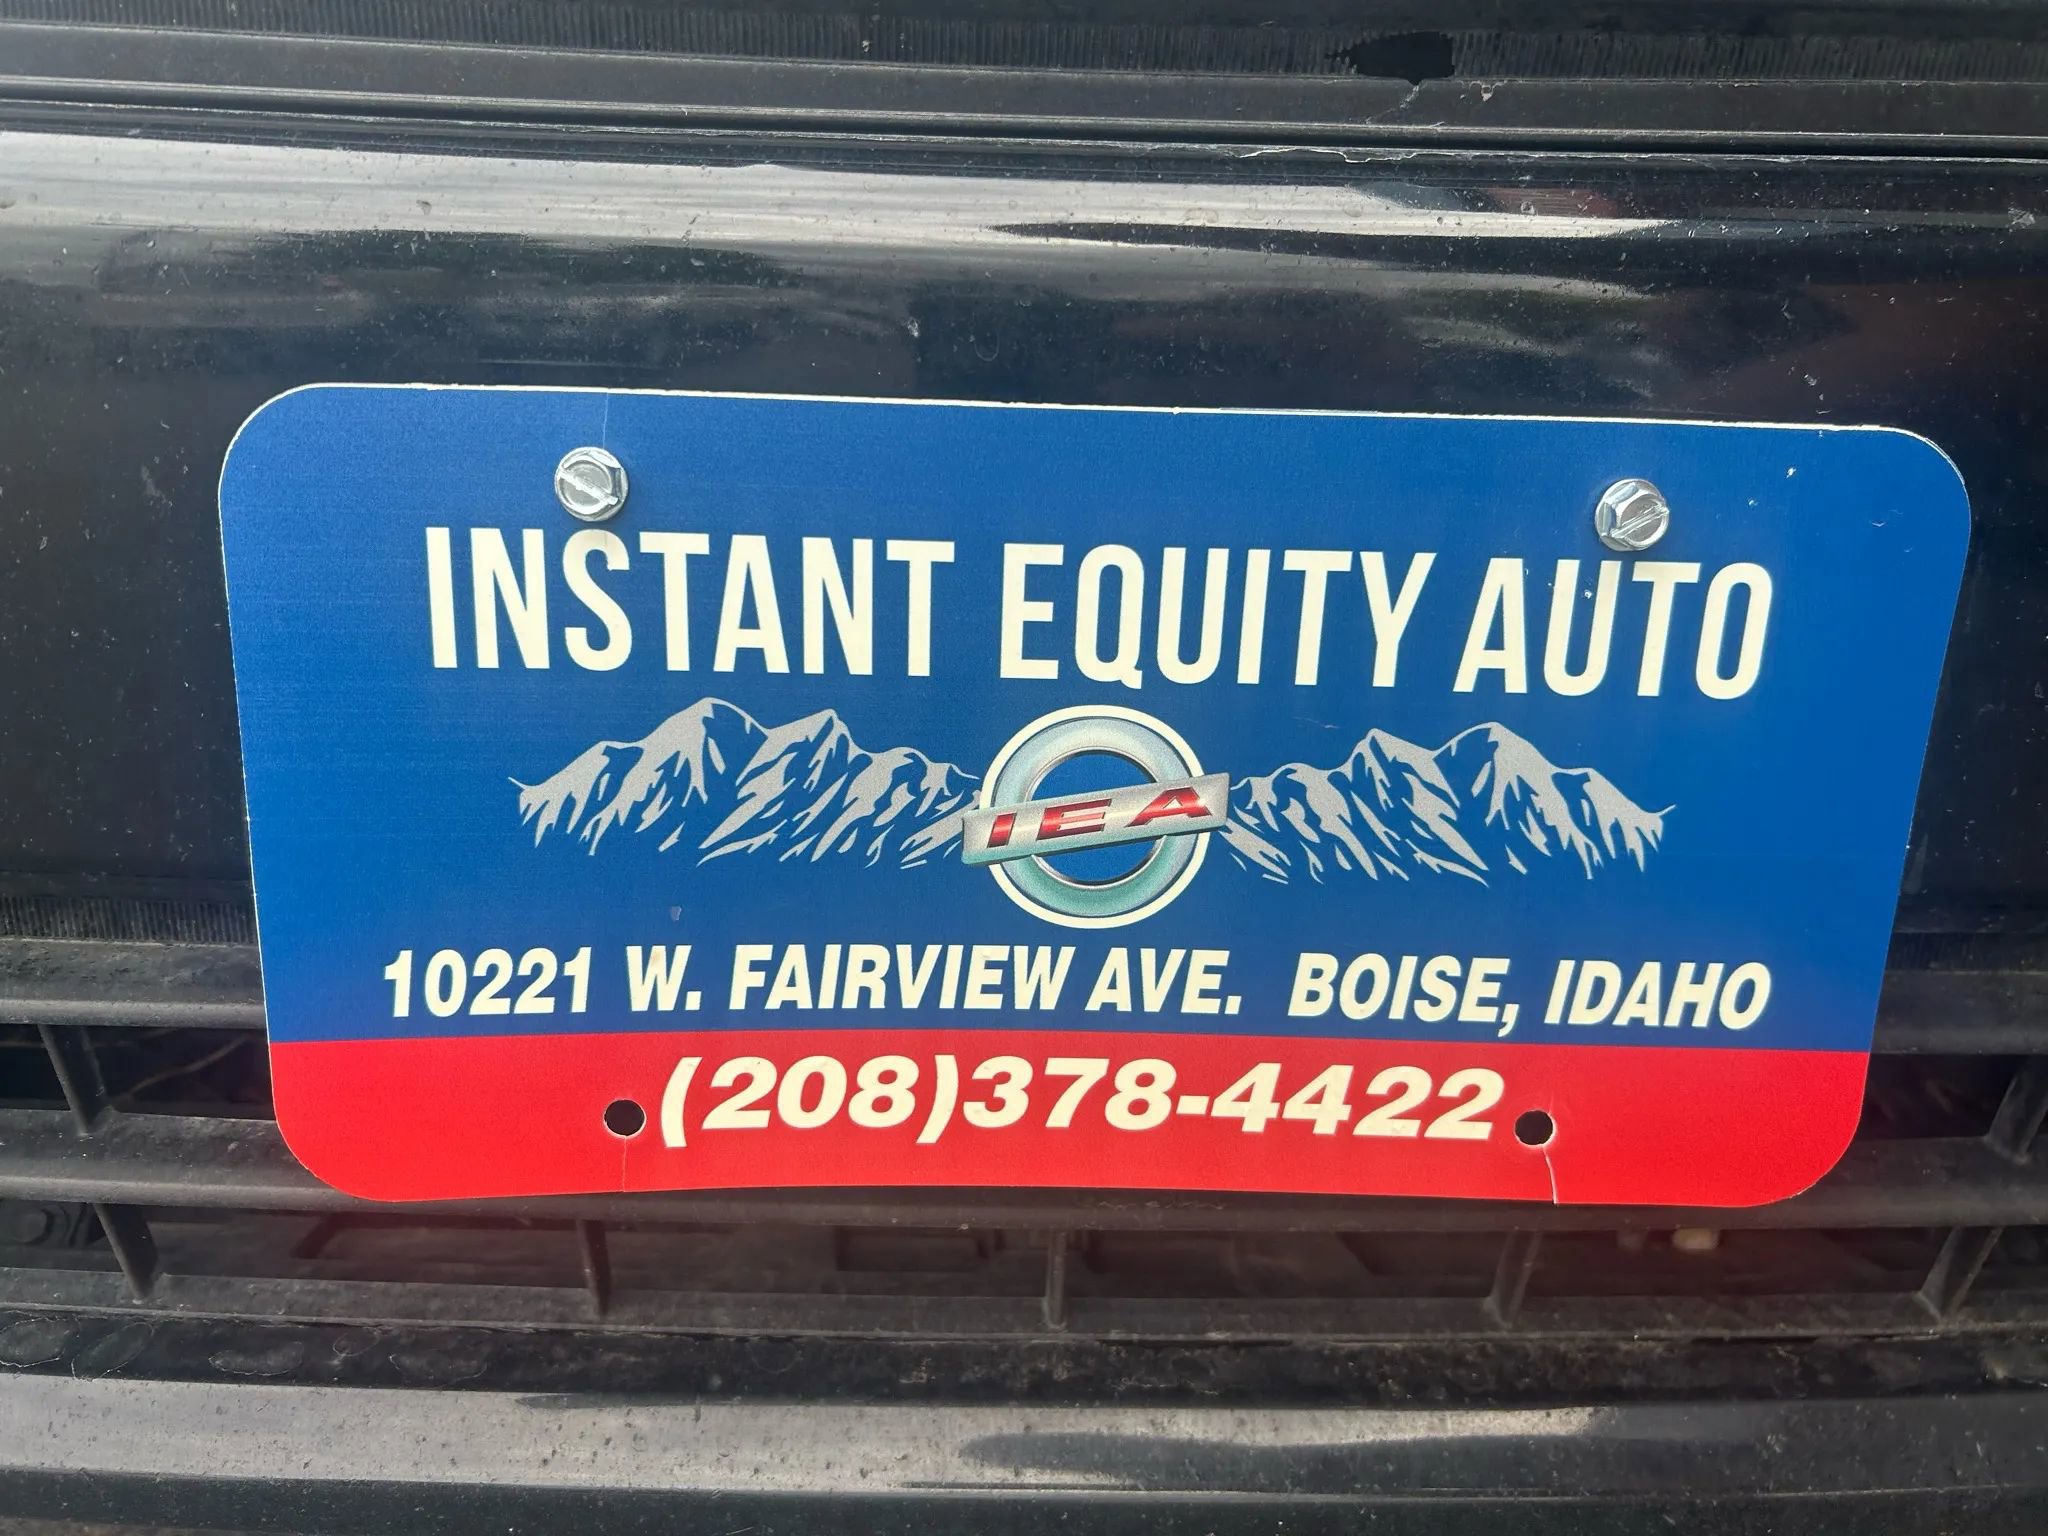 INSTANT EQUITY AUTO
IEA
10221 W. FAIRVIEW AVE. BOISE, IDAHO
(208)378-4422